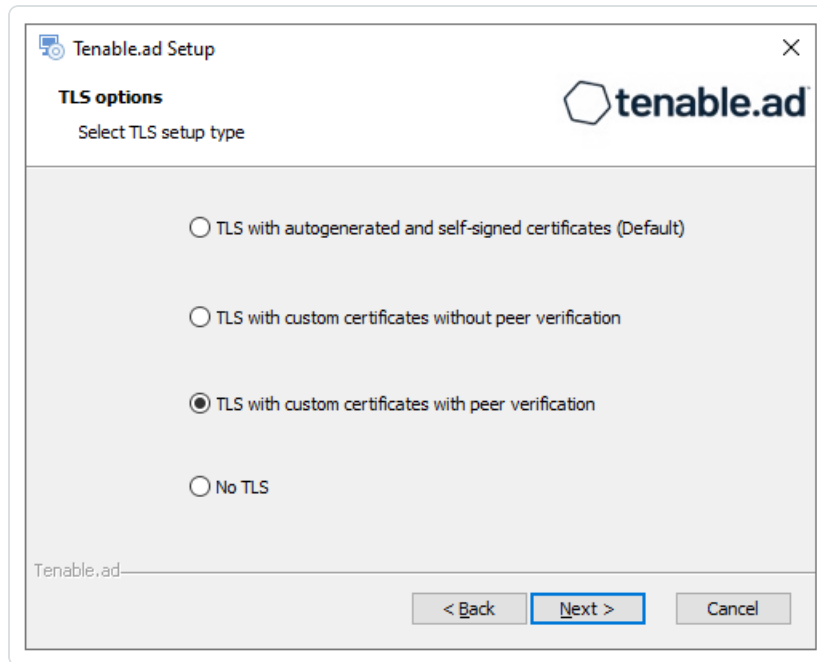 Tenable.ad Setup
TLS options
tenable.ad
Select TLS setup type
TLS with autogenerated and self-signed certificates (Default)
TLS with custom certificates without peer verification
TLS with custom certificates with peer verification
No TLS
Tenable.ad
< Back
Next >
Cancel